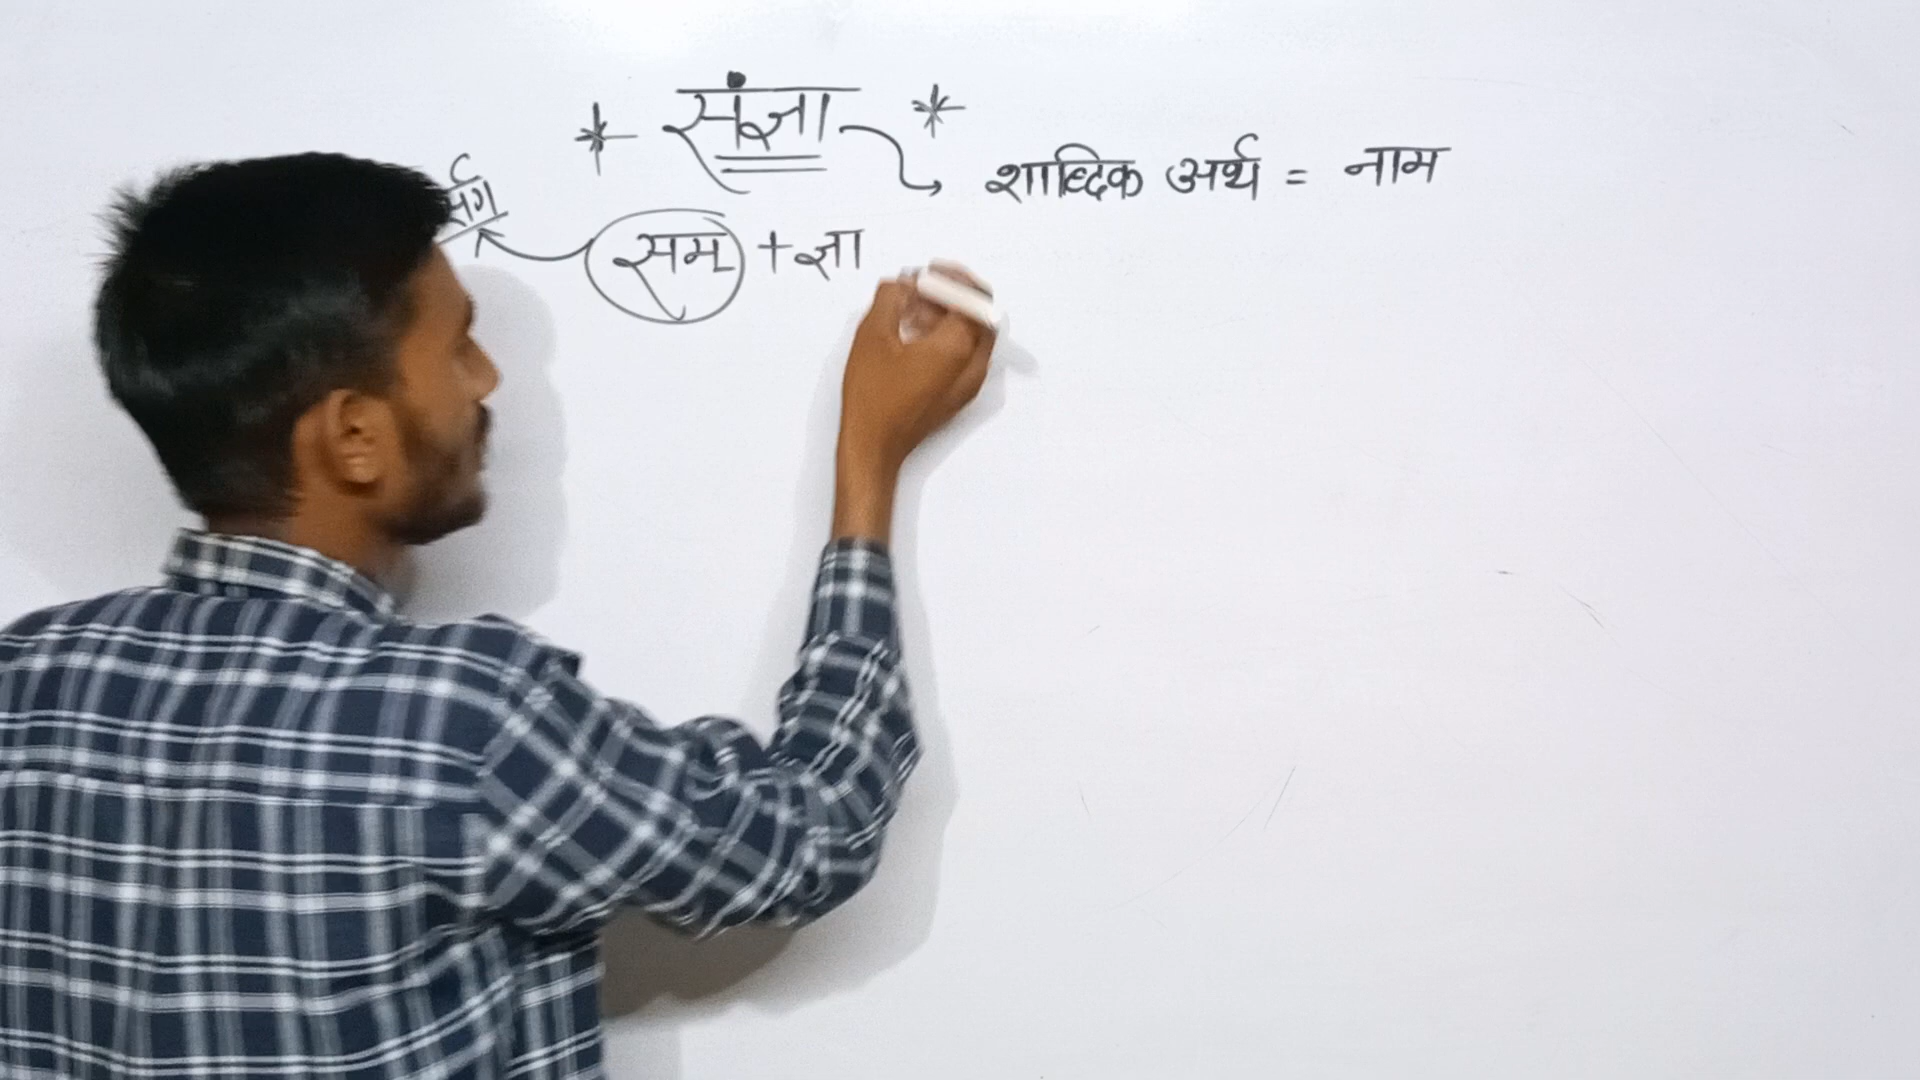 * संज्ञा *
शाब्दिक अर्थ = नाम
सम् + ज्ञा